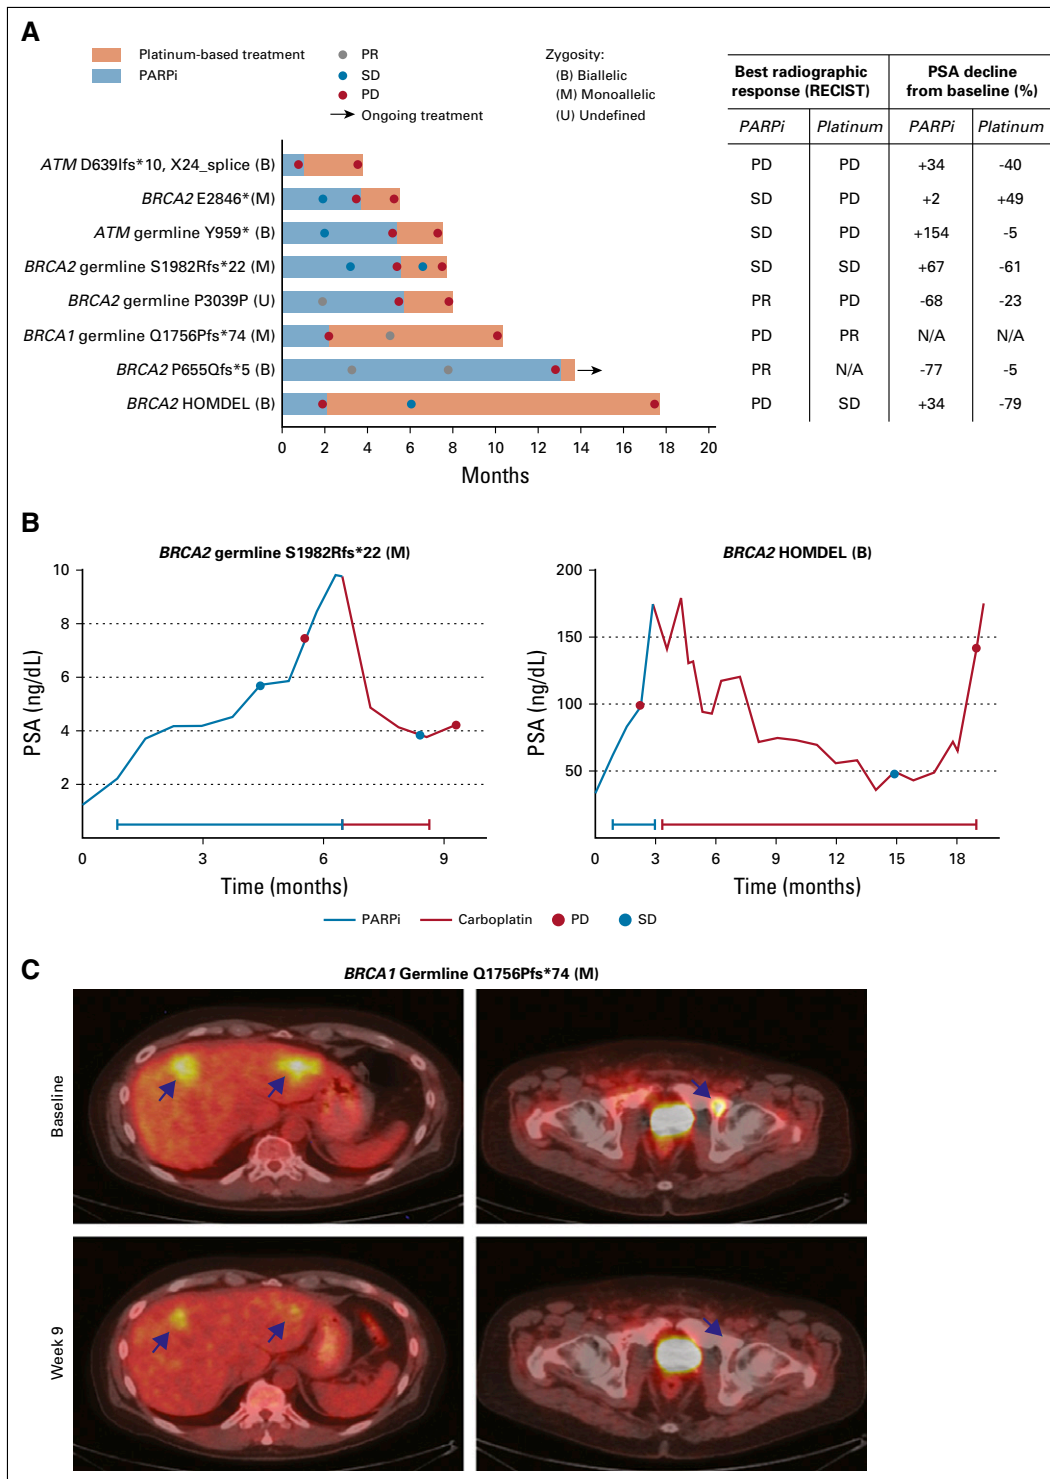 A
Platinum-based treatment
PARPi
PR
SD
PD
Ongoing treatment
Zygosity:
(B) Biallelic
(M) Monoallelic
(U) Undefined
Best radiographic response (RECIST)
PSA decline from baseline (%)
PARPi Platinum PARPi Platinum
ATM D639Ifs*10, X24_splice (B) PD PD +34 -40
BRCA2 E2846*(M) SD PD +2 +49
ATM germline Y959* (B) SD PD +154 -5
BRCA2 germline S1982Rfs*22 (M) SD SD +67 -61
BRCA2 germline P3039P (U) PR PD -68 -23
BRCA1 germline Q1756Pfs*74 (M) PD PR N/A N/A
BRCA2 P655Qfs*5 (B) PR N/A -77 -5
BRCA2 HOMDEL (B) PD SD +34 -79
0 2 4 6 8 10 12 14 16 18 20
Months
B
BRCA2 germline S1982Rfs*22 (M)
10
8
6
4
2
PSA (ng/dL)
0 3 6 9
Time (months)
BRCA2 HOMDEL (B)
200
150
100
50
PSA (ng/dL)
0 3 6 9 12 15 18
Time (months)
PARPi Carboplatin PD SD
C
BRCA1 Germline Q1756Pfs*74 (M)
Baseline
Week 9